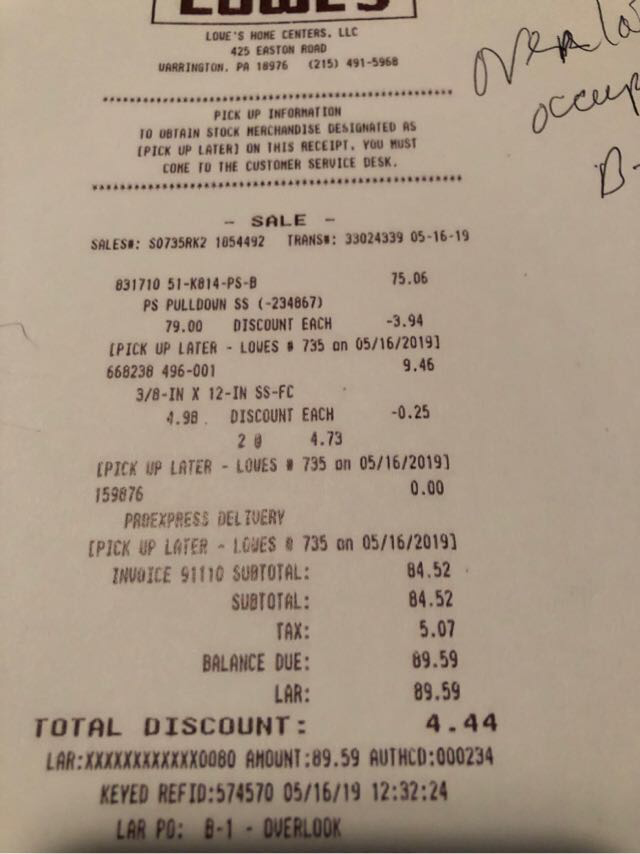 LOWE'S
LOWE'S HOME CENTERS, LLC
425 EASTON ROAD
WARRINGTON, PA 18976 (215) 491-5968
****************************************
PICK UP INFORMATION
TO OBTAIN STOCK MERCHANDISE DESIGNATED AS
[PICK UP LATER] ON THIS RECEIPT, YOU MUST
COME TO THE CUSTOMER SERVICE DESK.
****************************************
- SALE -
SALES#: S0735RK2 1854492 TRANS#: 33024339 05-16-19
831710 51-K814-PS-B 75.06
PS PULLDOWN SS (-234867)
79.00 DISCOUNT EACH -3.94
[PICK UP LATER - LOWES # 735 on 05/16/2019]
668238 496-001 9.46
3/8-IN X 12-IN SS-FC
4.98 DISCOUNT EACH -0.25
2 @ 4.73
[PICK UP LATER - LOWES # 735 on 05/16/2019]
159876 0.00
PROEXPRESS DELIVERY
[PICK UP LATER - LOWES # 735 on 05/16/2019]
INVOICE 91110 SUBTOTAL: 84.52
SUBTOTAL: 84.52
TAX: 5.07
BALANCE DUE: 89.59
LAR: 89.59
TOTAL DISCOUNT: 4.44
LAR:XXXXXXXXXXXX0080 AMOUNT:89.59 AUTHCD:000234
KEYED REFID:574570 05/16/19 12:32:24
LAR PO: B-1 - OVERLOOK
occup
B-